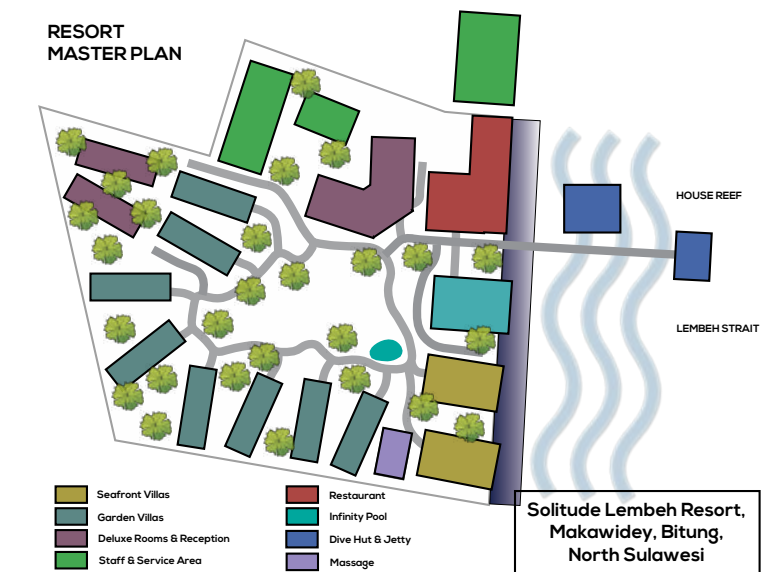 RESORT
MASTER PLAN
HOUSE REEF
LEMBEH STRAIT
Seafront Villas
Garden Villas
Deluxe Rooms & Reception
Staff & Service Area
Restaurant
Infinity Pool
Dive Hut & Jetty
Massage
Solitude Lembeh Resort,
Makawidey, Bitung,
North Sulawesi